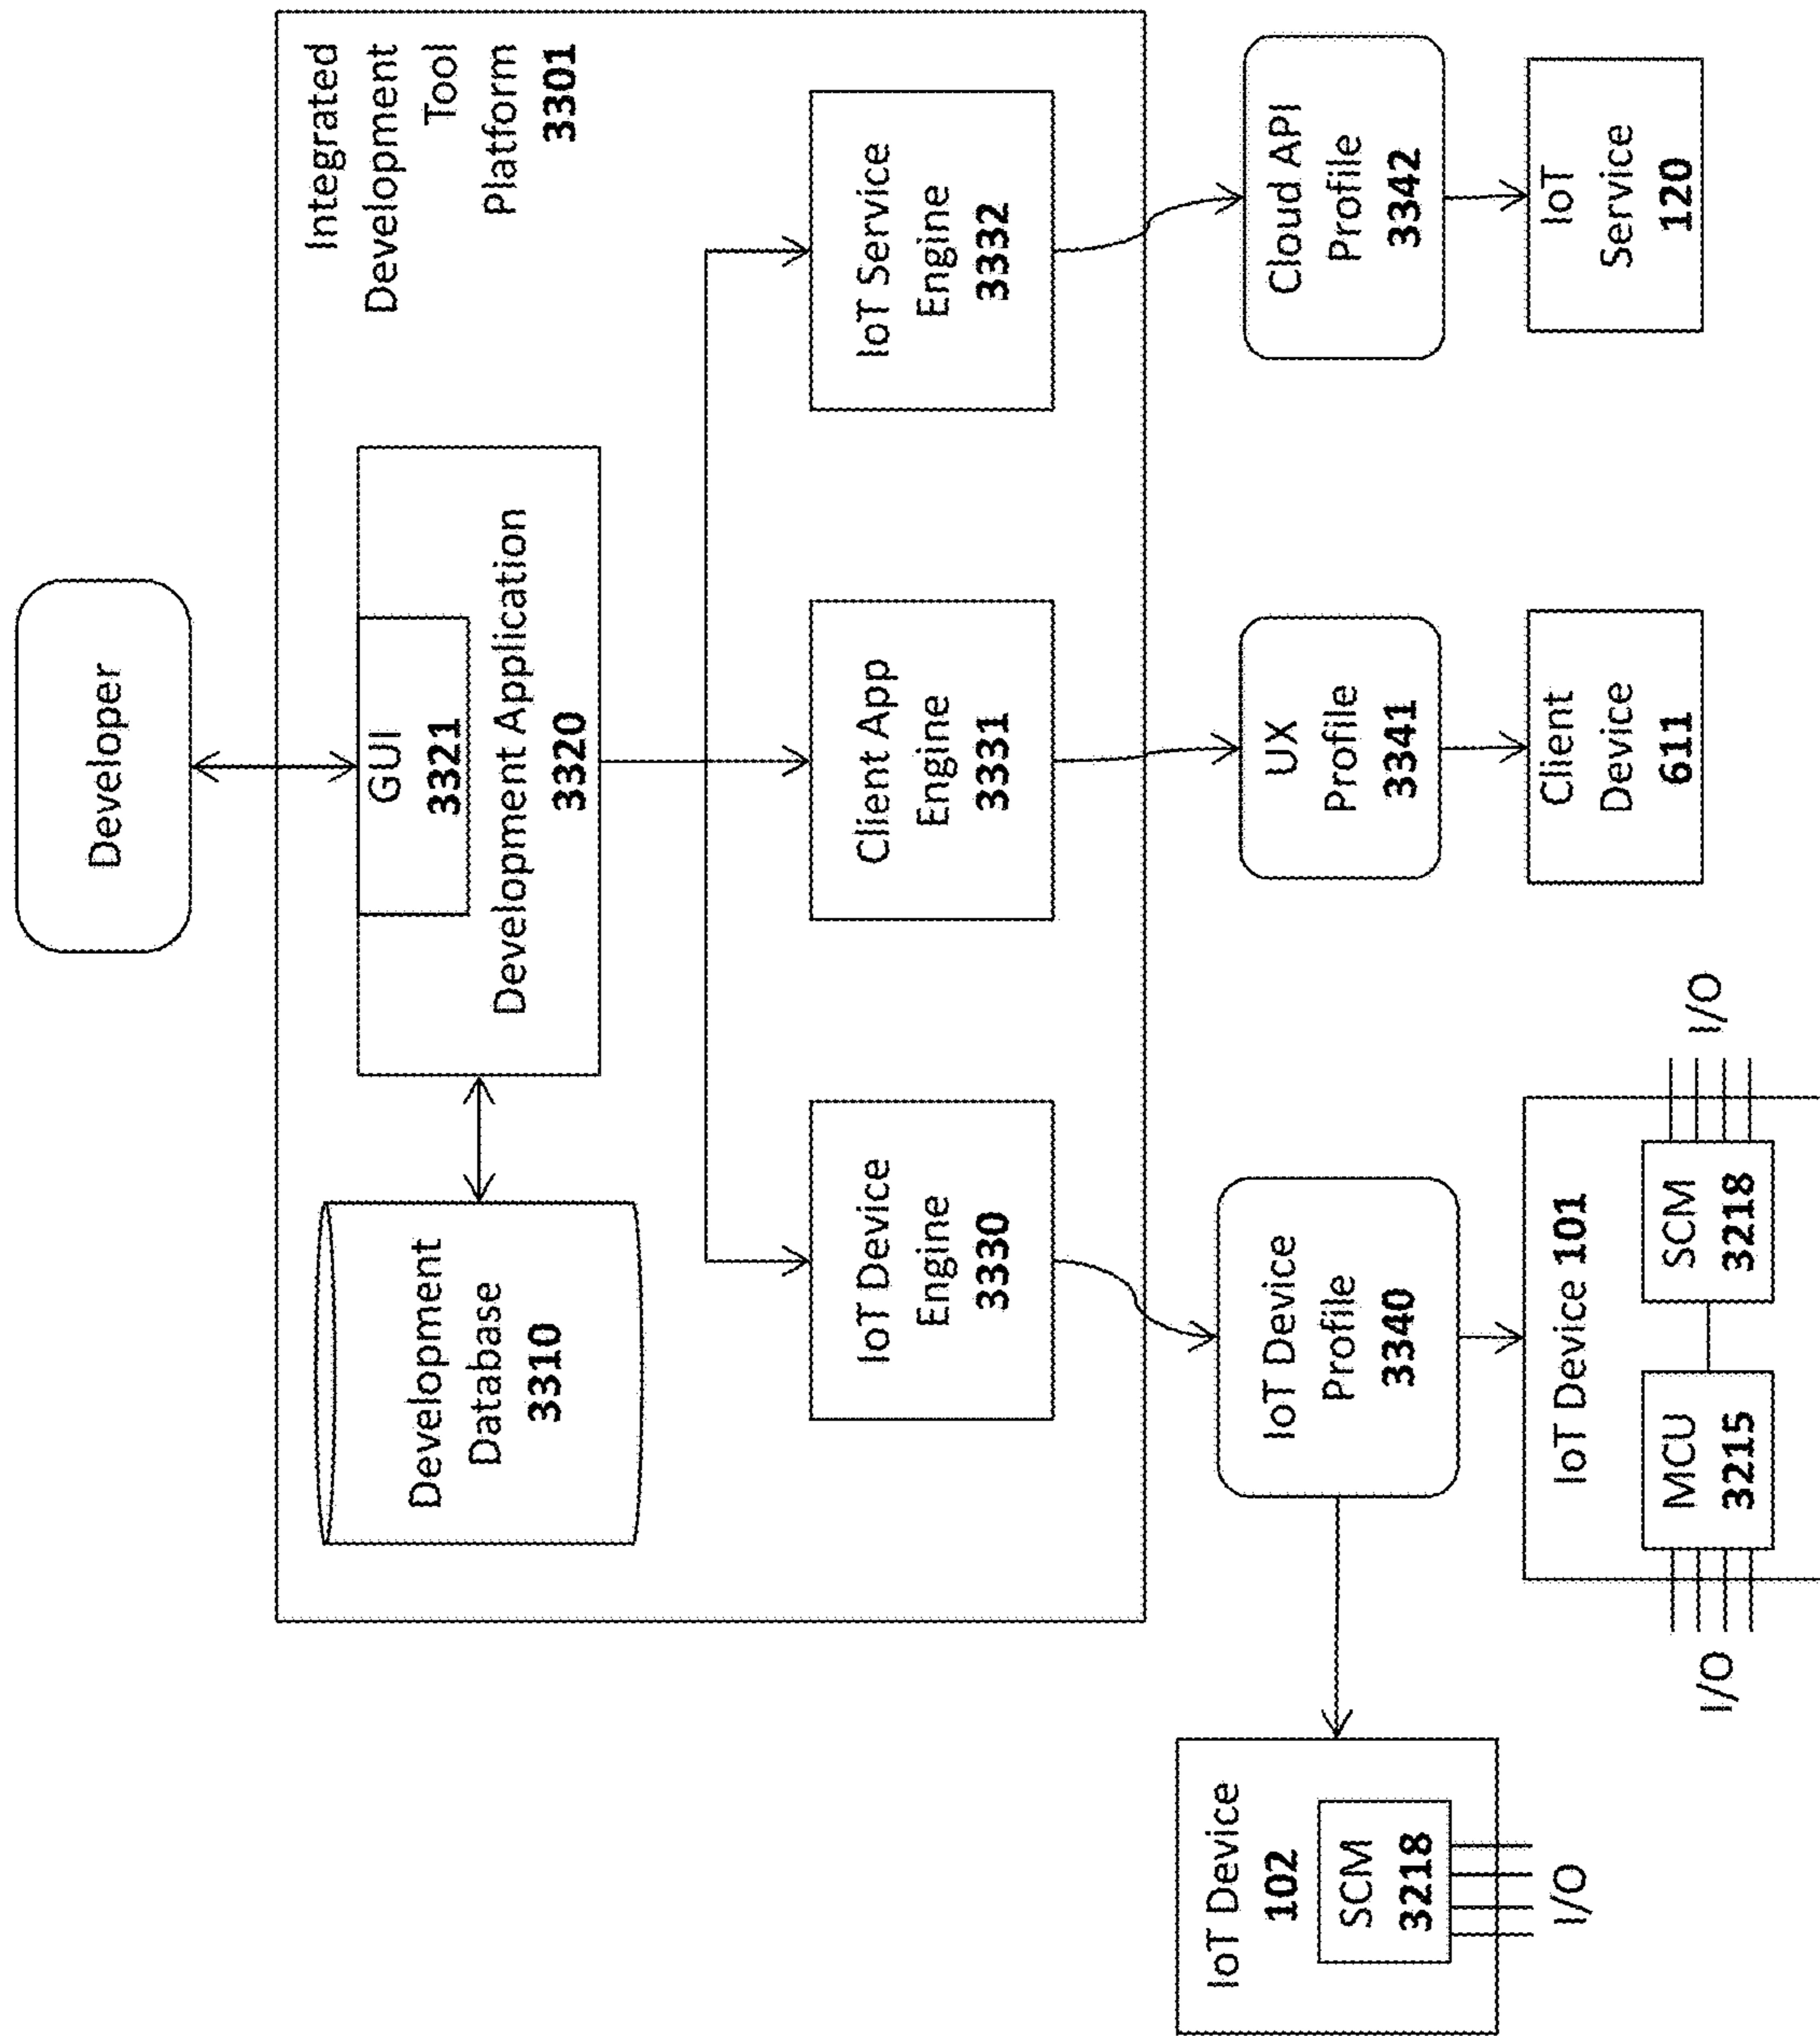 Developer
Integrated
Development
Tool
Platform
3301
GUI
3321
Development Application
3320
Development
Database
3310
IoT Device
Engine
3330
Client App
Engine
3331
IoT Service
Engine
3332
IoT Device
Profile
3340
UX
Profile
3341
Cloud API
Profile
3342
IoT Device
102
SCM
3218
I/O
IoT Device 101
MCU
3215
SCM
3218
I/O
I/O
Client
Device
611
IoT
Service
120